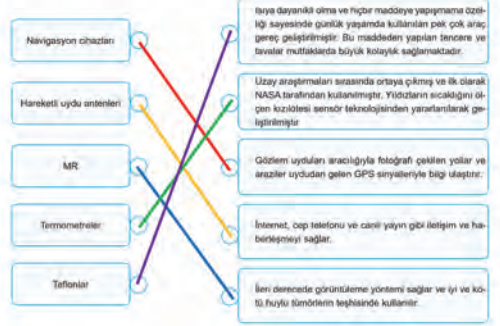 Navigasyon cihazları
Hareketli uydu antenleri
MR
Termometreler
Teflonlar
Isıya dayanıklı olma ve hiçbir maddeye yapışmama özel-
liği sayesinde günlük yaşamda kullanılan pek çok araç
gereç geliştirilmiştir. Bu maddeden yapılan tencere ve
tavalar mutfaklarda büyük kolaylık sağlamaktadır.
Uzay araştırmaları sırasında ortaya çıkmış ve ilk olarak
NASA tarafından kullanılmıştır. Yıldızların sıcaklığını öl-
çen kızılötesi sensör teknolojisinden yararlanılarak ge-
liştirilmiştir
Gözlem uyduları aracılığıyla fotoğrafı çekilen yollar ve
araziler uydudan gelen GPS sinyalleriyle bilgi ulaştırır.
İnternet, cep telefonu ve canlı yayın gibi iletişim ve ha-
berleşmeyi sağlar.
İleri derecede görüntüleme yöntemi sağlar ve iyi ve kö-
tü huylu tümörlerin teşhisinde kullanılır.